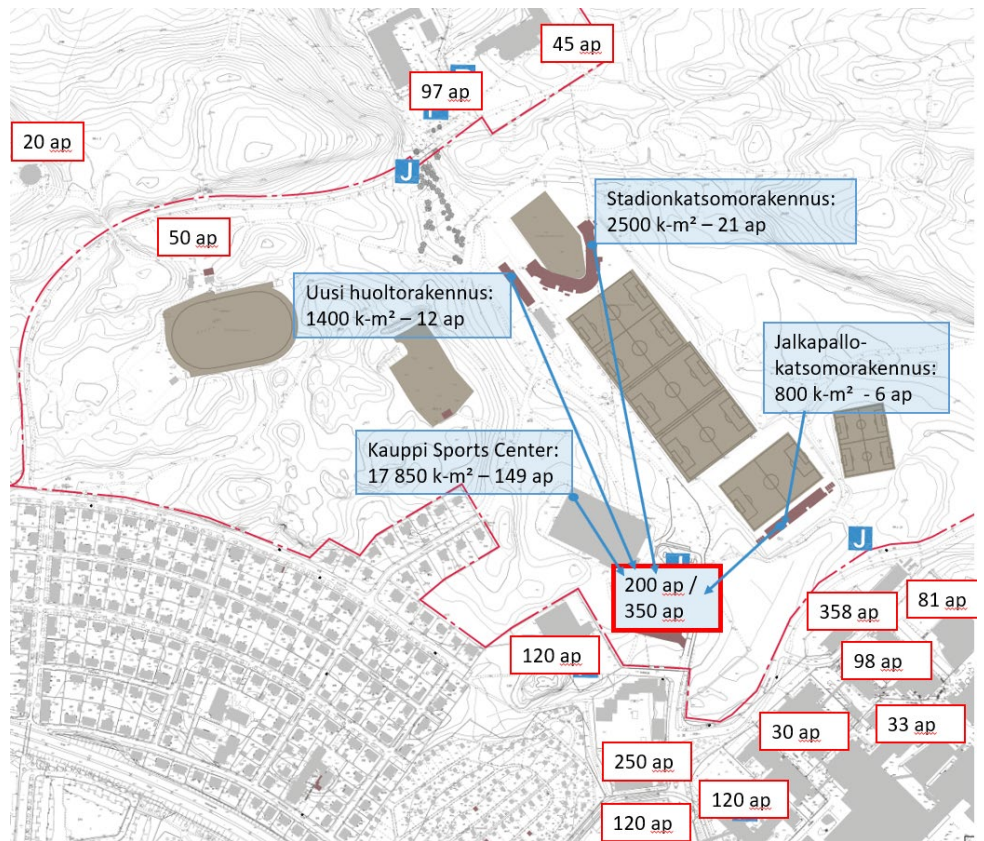 45 ap
97 ap
20 ap
J
Stadionkatsomorakennus:
2500 k-m² – 21 ap
50 ap
Uusi huoltorakennus:
1400 k-m² – 12 ap
Jalkapallo-
katsomorakennus:
800 k-m² - 6 ap
Kauppi Sports Center:
17 850 k-m² – 149 ap
J
200 ap /
350 ap
358 ap
81 ap
120 ap
98 ap
33 ap
30 ap
250 ap
120 ap
120 ap